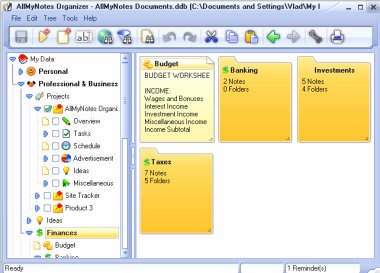 AllMyNotes Organizer - AllMyNotes Documents.ddb (C:\Documents and Settings\Vlad\My
File Edit Tree Tools Help
My Data
Personal
Professional & Business
Projects
AllMyNotes Organi
Overview
Tasks
Schedule
Advertisement
Ideas
Miscellaneous
Site Tracker
Product 3
Ideas
Finances
Budget
Banking
Budget
BUDGET WORKSHEE
INCOME:
Wages and Bonuses
Interest Income
Investment Income
Miscellaneous Income
Income Subtotal
Banking
2 Notes
0 Folders
Investments
5 Notes
4 Folders
Taxes
7 Notes
5 Folders
Ready
1 Reminder(s)